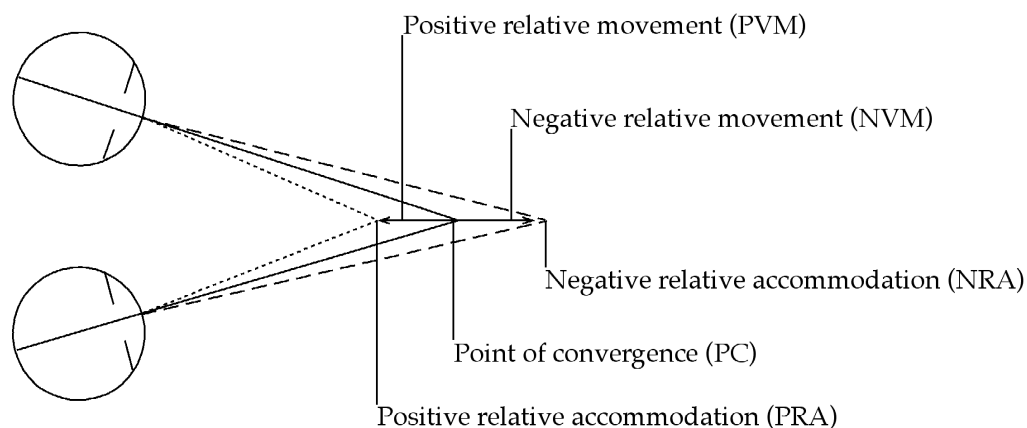 Positive relative movement (PVM)
Negative relative movement (NVM)
Negative relative accommodation (NRA)
Point of convergence (PC)
Positive relative accommodation (PRA)